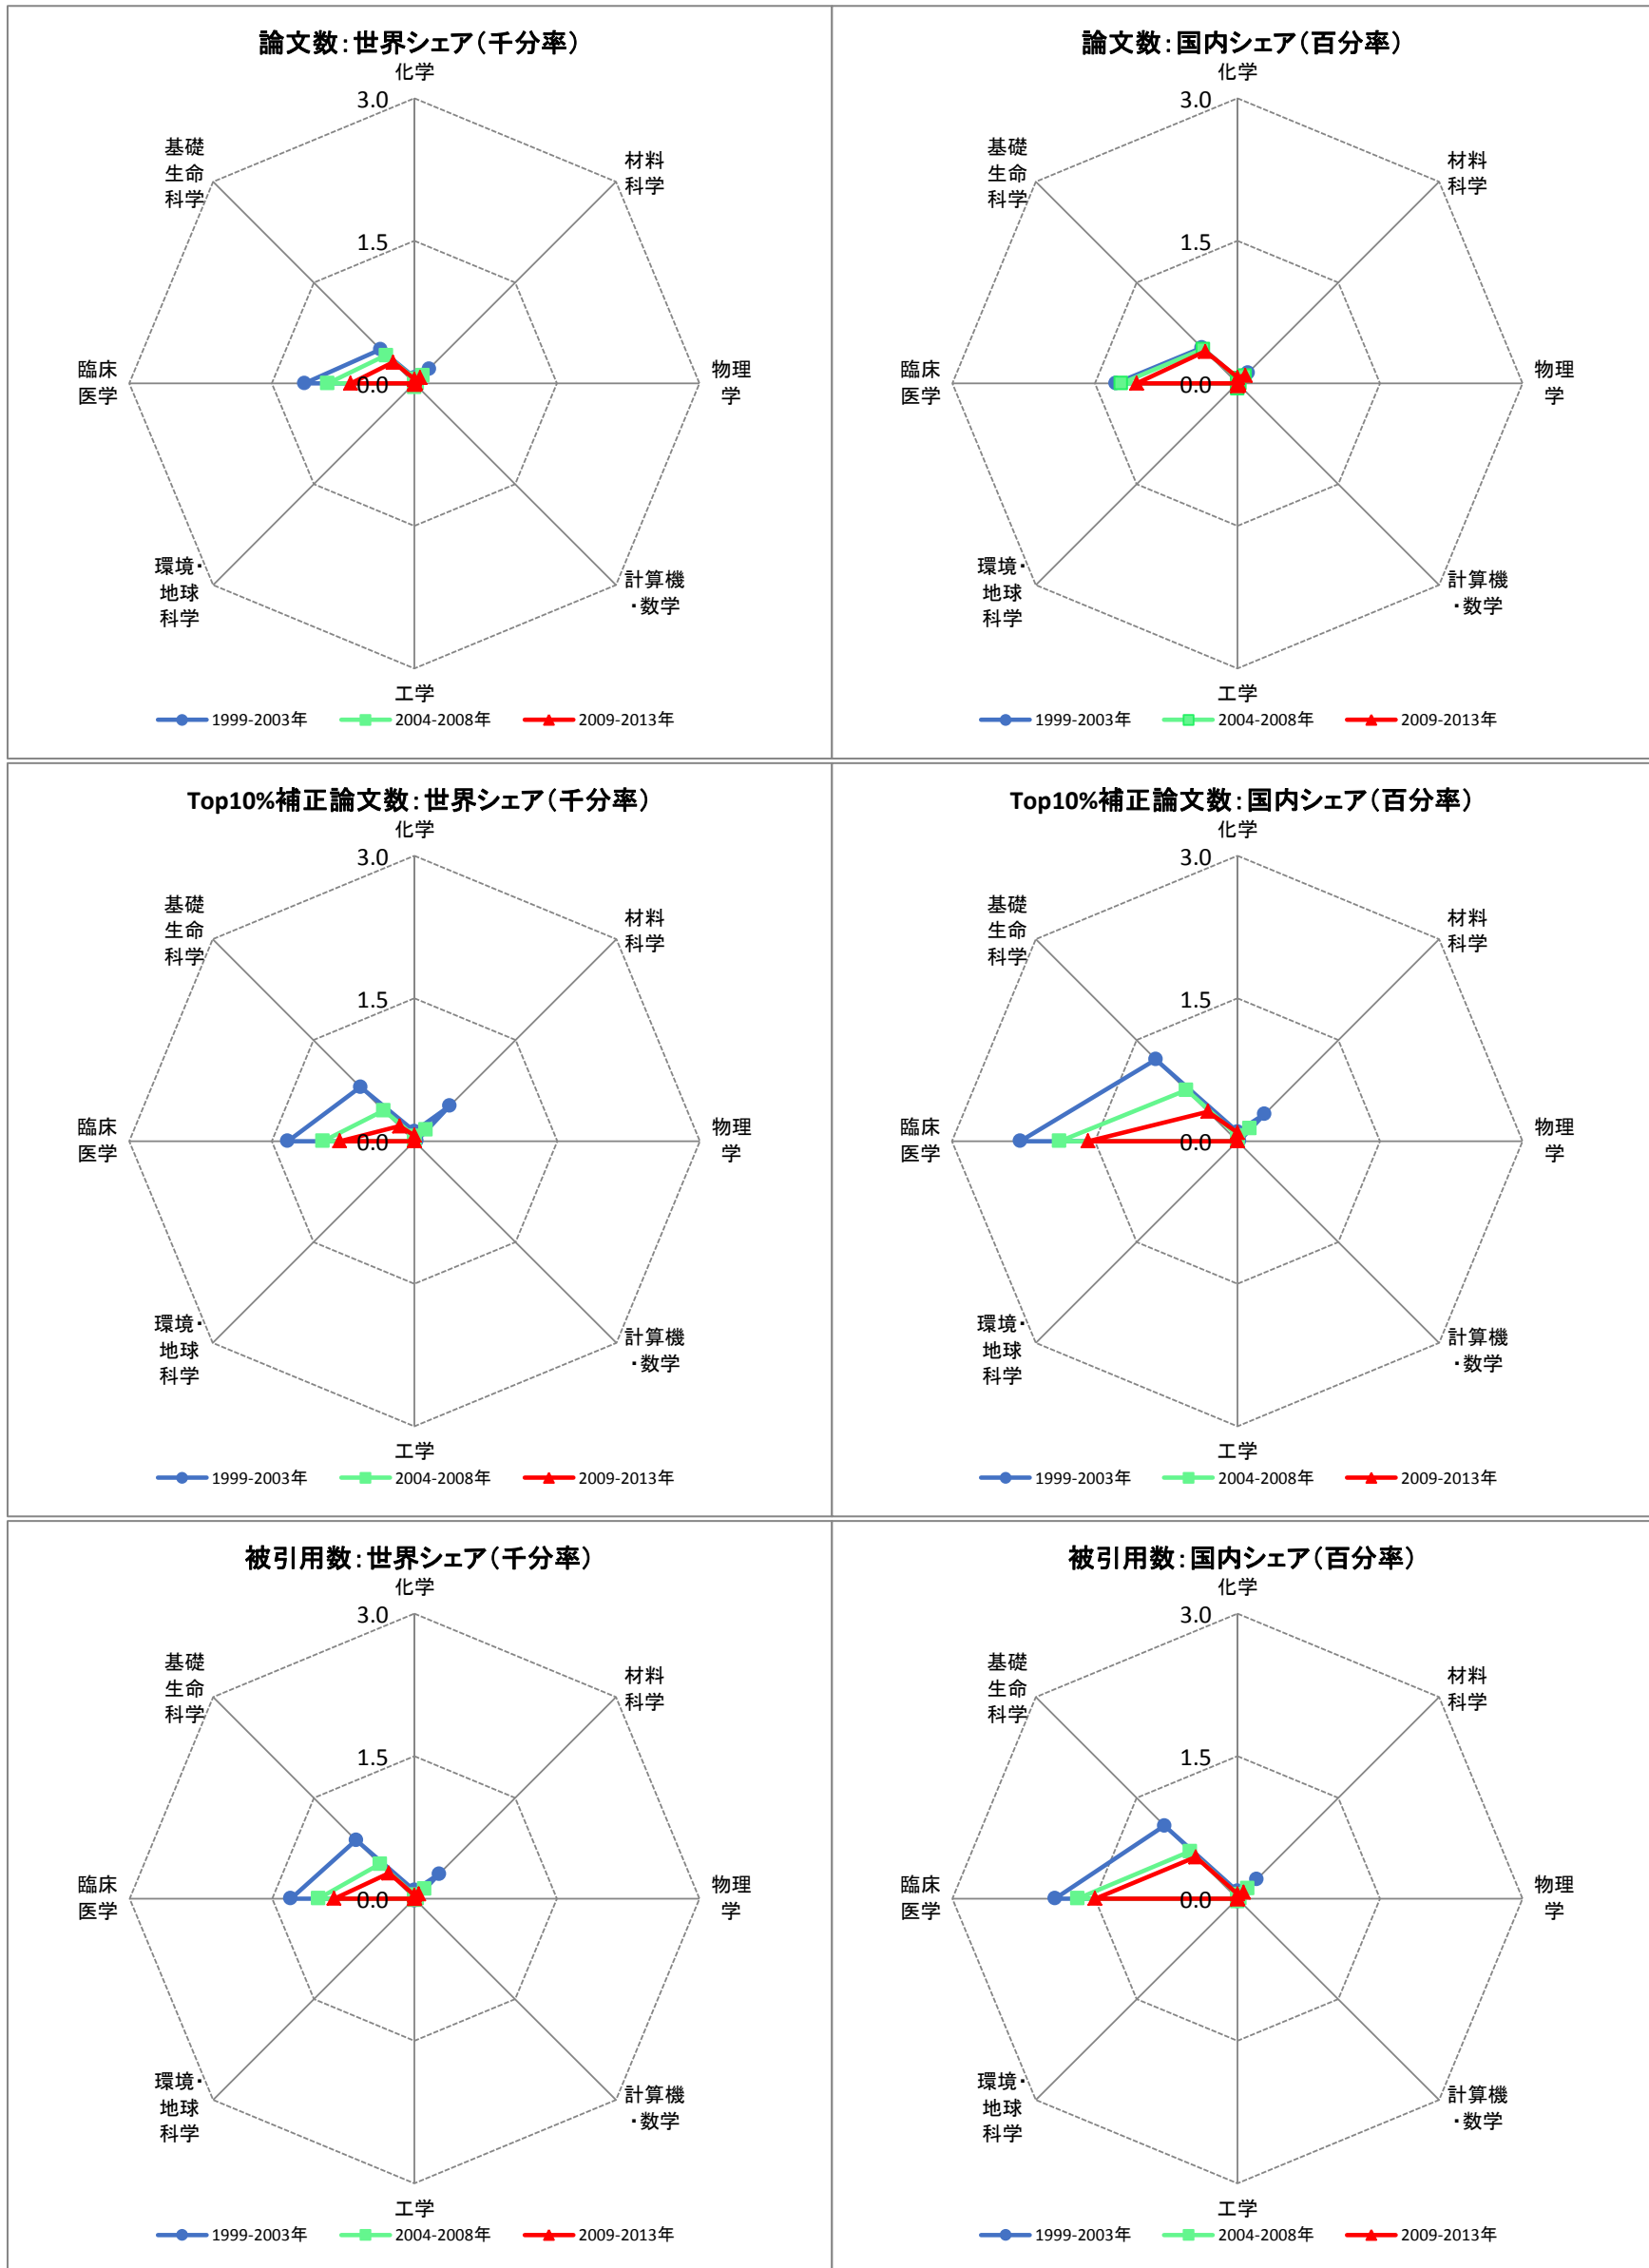 論文数：世界シェア（千分率）
化学
3.0
1.5
0.0
材料
科学
物理
学
計算機
・数学
工学
環境・
地球
科学
臨床
医学
基礎
生命
科学
1999-2003年 2004-2008年 2009-2013年
論文数：国内シェア（百分率）
化学
3.0
1.5
0.0
材料
科学
物理
学
計算機
・数学
工学
環境・
地球
科学
臨床
医学
基礎
生命
科学
1999-2003年 2004-2008年 2009-2013年
Top10%補正論文数：世界シェア（千分率）
化学
3.0
1.5
0.0
材料
科学
物理
学
計算機
・数学
工学
環境・
地球
科学
臨床
医学
基礎
生命
科学
1999-2003年 2004-2008年 2009-2013年
Top10%補正論文数：国内シェア（百分率）
化学
3.0
1.5
0.0
材料
科学
物理
学
計算機
・数学
工学
環境・
地球
科学
臨床
医学
基礎
生命
科学
1999-2003年 2004-2008年 2009-2013年
被引用数：世界シェア（千分率）
化学
3.0
1.5
0.0
材料
科学
物理
学
計算機
・数学
工学
環境・
地球
科学
臨床
医学
基礎
生命
科学
1999-2003年 2004-2008年 2009-2013年
被引用数：国内シェア（百分率）
化学
3.0
1.5
0.0
材料
科学
物理
学
計算機
・数学
工学
環境・
地球
科学
臨床
医学
基礎
生命
科学
1999-2003年 2004-2008年 2009-2013年